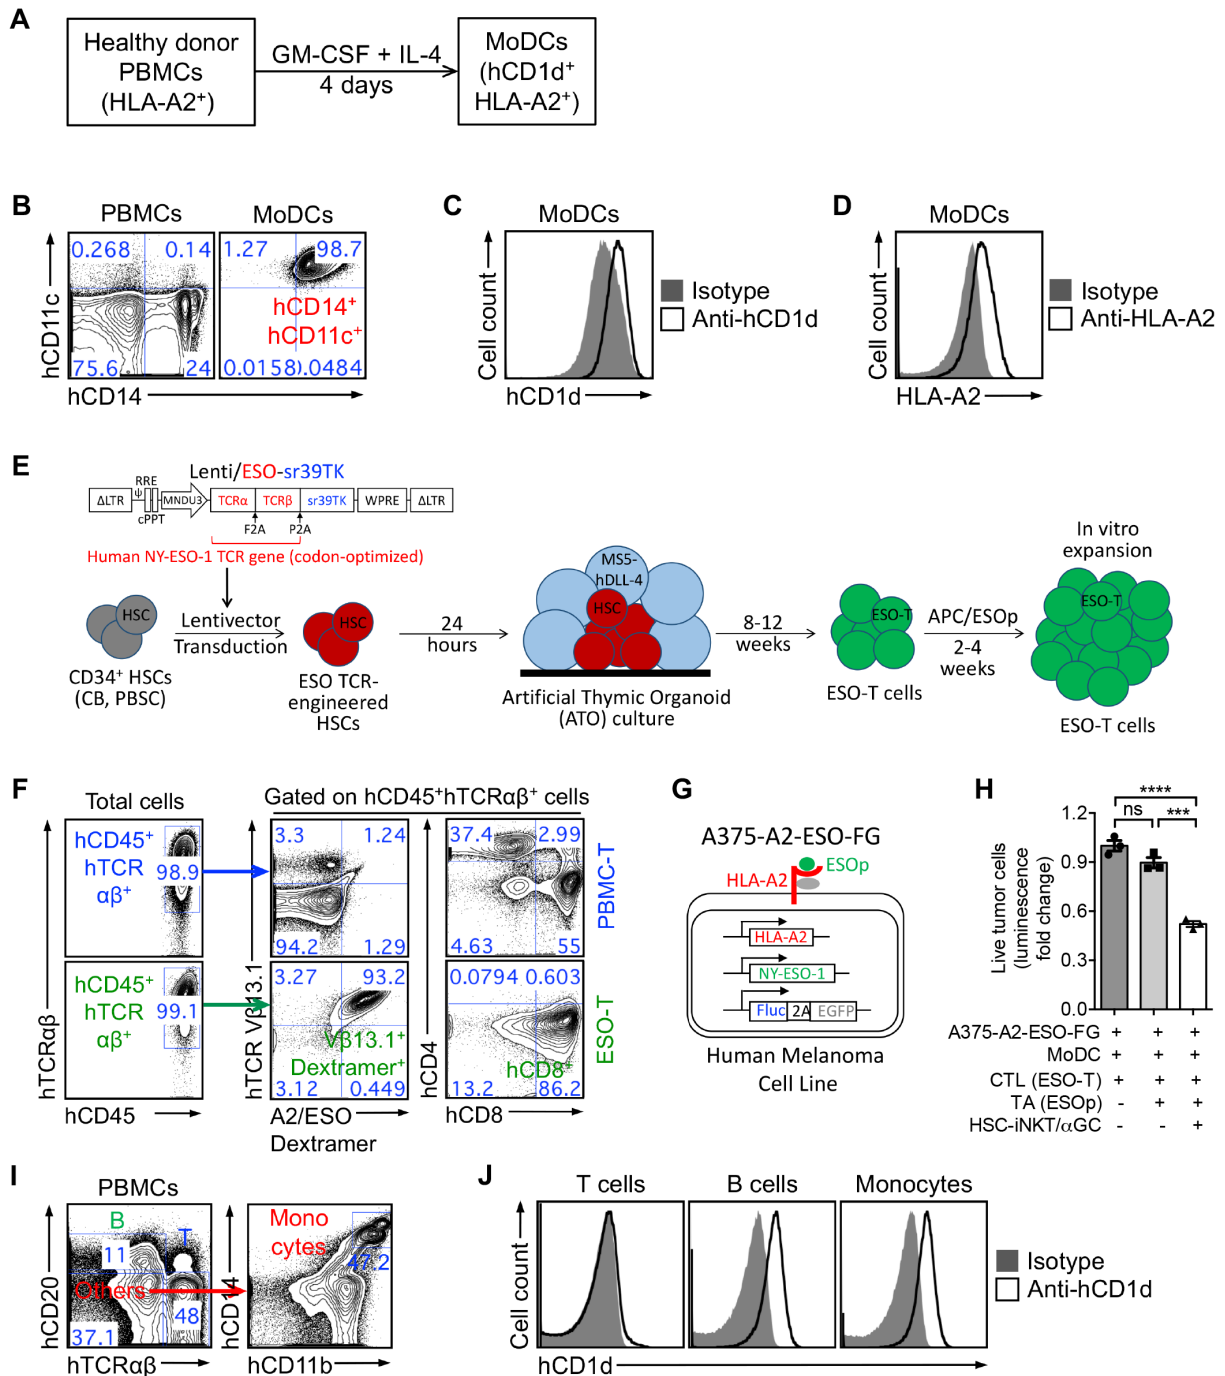 A
Healthy donor
PBMCs
(HLA-A2⁺)
GM-CSF + IL-4
4 days
MoDCs
(hCD1d⁺
HLA-A2⁺)
B
PBMCs
MoDCs
0.268
0.14
75.6
24
1.27
98.7
hCD14⁺
hCD11c⁺
0.0158
0.0484
hCD11c
hCD14
C
MoDCs
Cell count
hCD1d
Isotype
Anti-hCD1d
D
MoDCs
Cell count
HLA-A2
Isotype
Anti-HLA-A2
E
Lenti/ESO-sr39TK
RRE
ΔLTR
ψ
cPPT
MNDU3
TCRα
TCRβ
sr39TK
WPRE
ΔLTR
F2A
P2A
Human NY-ESO-1 TCR gene (codon-optimized)
HSC
CD34⁺ HSCs
(CB, PBSC)
Lentivector
Transduction
HSC
ESO TCR-
engineered
HSCs
24
hours
MS5-
hDLL-4
HSC
Artificial Thymic Organoid
(ATO) culture
8-12
weeks
ESO-T
ESO-T cells
APC/ESOp
2-4
weeks
In vitro
expansion
ESO-T
ESO-T cells
F
Total cells
Gated on hCD45⁺hTCRαβ⁺ cells
hCD45⁺
hTCR
αβ⁺
98.9
3.3
1.24
94.2
1.29
37.4
2.99
4.63
55
PBMC-T
hCD45⁺
hTCR
αβ⁺
99.1
3.27
93.2
Vβ13.1⁺
Dextramer⁺
3.12
0.449
0.0794
0.603
hCD8⁺
13.2
86.2
ESO-T
hTCRαβ
hCD45
hTCR Vβ13.1
A2/ESO
Dextramer
hCD4
hCD8
G
A375-A2-ESO-FG
HLA-A2
ESOp
HLA-A2
NY-ESO-1
Fluc
2A
EGFP
Human Melanoma
Cell Line
H
****
ns
***
1.2
0.9
0.6
0.3
0.0
Live tumor cells
(luminescence
fold change)
A375-A2-ESO-FG + + +
MoDC + + +
CTL (ESO-T) + + +
TA (ESOp) - + +
HSC-iNKT/αGC - - +
I
PBMCs
B
T
11
Others
48
37.1
hCD20
hTCRαβ
Mono
cytes
47.2
hCD14
hCD11b
J
T cells
B cells
Monocytes
Cell count
hCD1d
Isotype
Anti-hCD1d